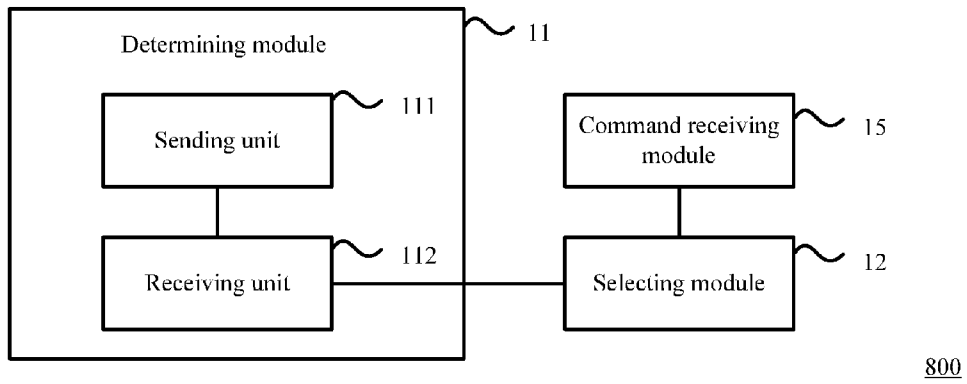 Determining module
11
Sending unit
111
Receiving unit
112
Command receiving
module
15
Selecting module
12
800